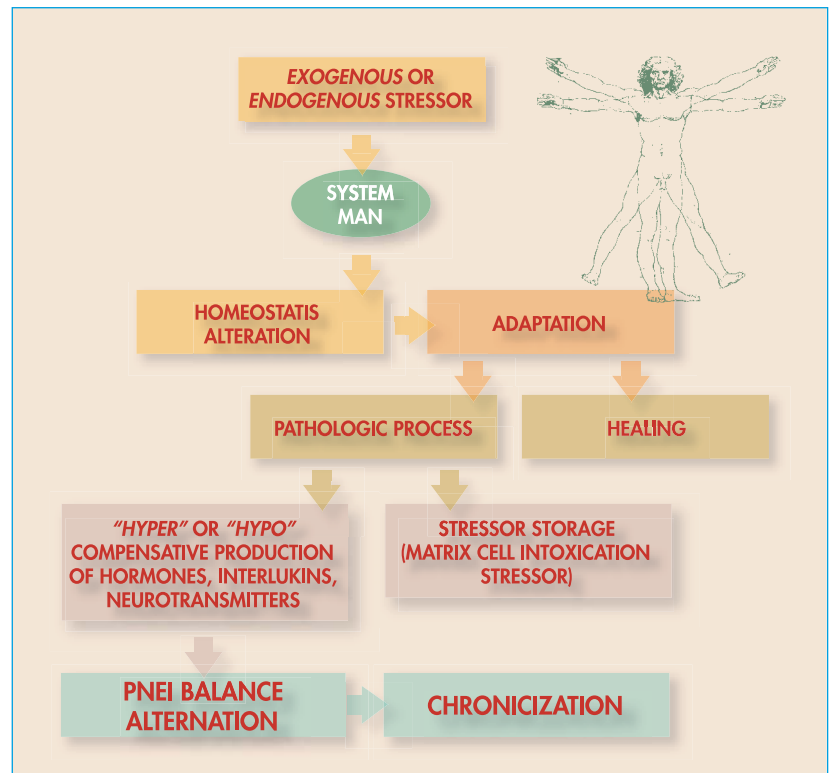 EXOGENOUS OR
ENDOGENOUS STRESSOR
SYSTEM
MAN
HOMEOSTATIS
ALTERATION
ADAPTATION
PATHOLOGIC PROCESS
HEALING
“HYPER” OR “HYPO”
COMPENSATIVE PRODUCTION
OF HORMONES, INTERLUKINS,
NEUROTRANSMITTERS
STRESSOR STORAGE
(MATRIX CELL INTOXICATION
STRESSOR)
PNEI BALANCE
ALTERNATION
CHRONICIZATION